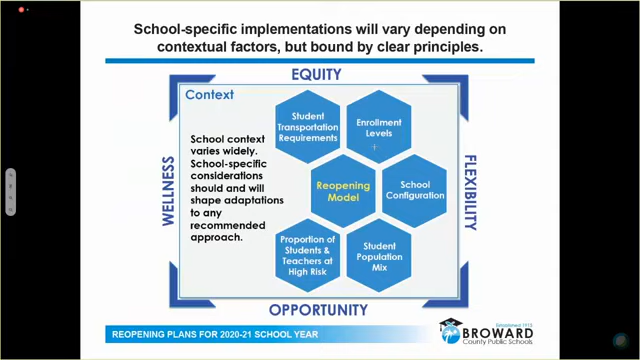 School-specific implementations will vary depending on
contextual factors, but bound by clear principles.
EQUITY
Context
School context
varies widely.
School-specific
considerations
should and will
shape adaptations
to any
recommended
approach.
Student
Transportation
Requirements
Enrollment
Levels
Reopening
Model
School
Configuration
Proportion of
Students &
Teachers at
High Risk
Student
Population
Mix
WELLNESS
FLEXIBILITY
OPPORTUNITY
REOPENING PLANS FOR 2020-21 SCHOOL YEAR
Established 1915
BROWARD
County Public Schools